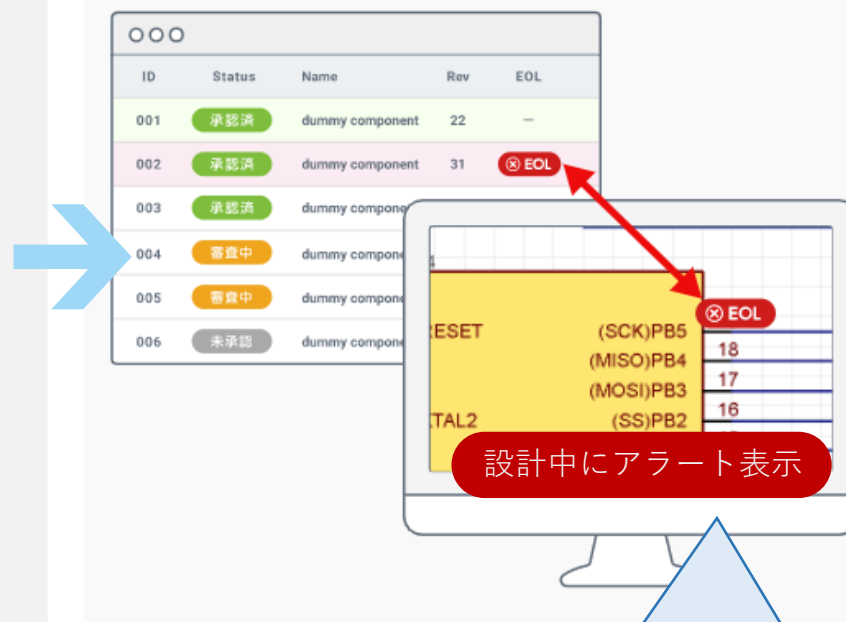 ID Status Name Rev EOL
001 承認済 dummy component 22 —
002 承認済 dummy component 31 EOL
003 承認済 dummy compone
004 審査中 dummy compone
005 審査中 dummy compone
006 未承認 dummy compone
EOL
ESET (SCK)PB5
18
(MISO)PB4
17
(MOSI)PB3
16
TAL2 (SS)PB2
設計中にアラート表示